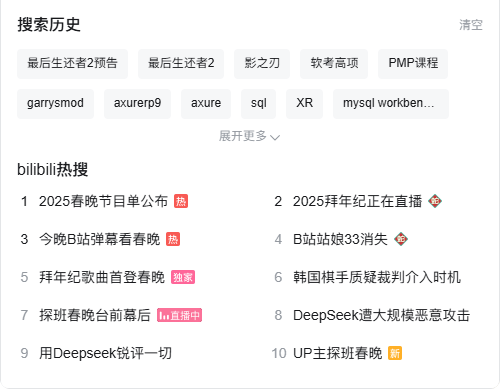 搜索历史 清空
最后生还者2预告 最后生还者2 影之刃 软考高项 PMP课程
garrysmod axurerp9 axure sql XR mysql workben...
展开更多
bilibili热搜
1 2025春晚节目单公布 热 2 2025拜年纪正在直播
3 今晚B站弹幕看春晚 热 4 B站站娘33消失
5 拜年纪歌曲首登春晚 独家 6 韩国棋手质疑裁判介入时机
7 探班春晚台前幕后 直播中 8 DeepSeek遭大规模恶意攻击
9 用Deepseek锐评一切 10 UP主探班春晚 新